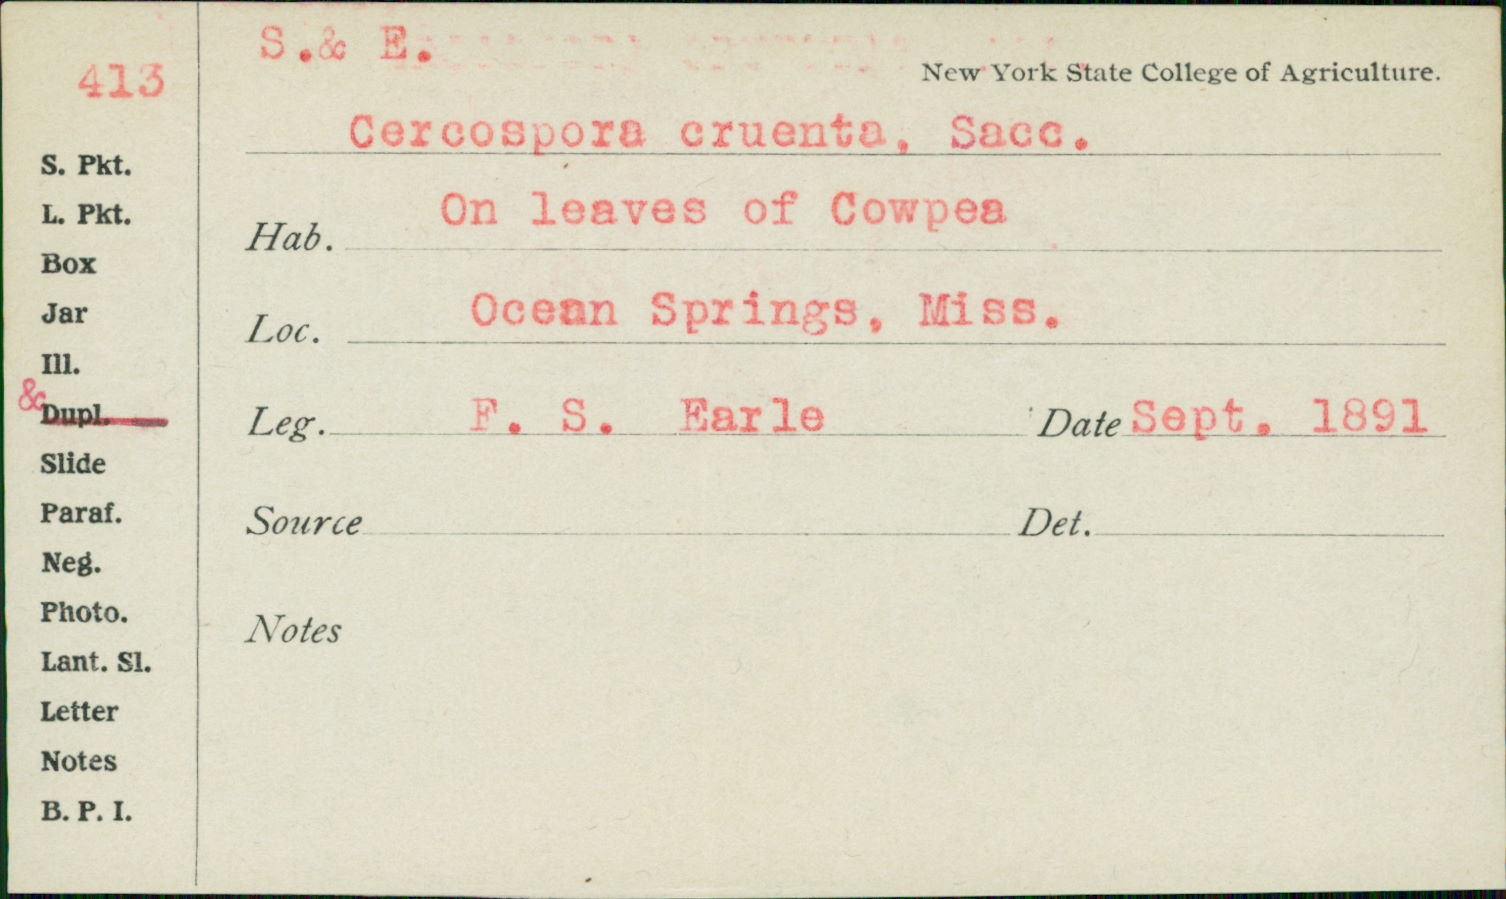 S.& E.
New York State College of Agriculture.
413
Cercospora cruenta, Sacc.
Hab. On leaves of Cowpea
Loc. Ocean Springs, Miss.
Leg. F. S. Earle Date Sept. 1891
Source Det.
Notes
S. Pkt.
L. Pkt.
Box
Jar
Ill.
& Dupl.
Slide
Paraf.
Neg.
Photo.
Lant. Sl.
Letter
Notes
B. P. I.